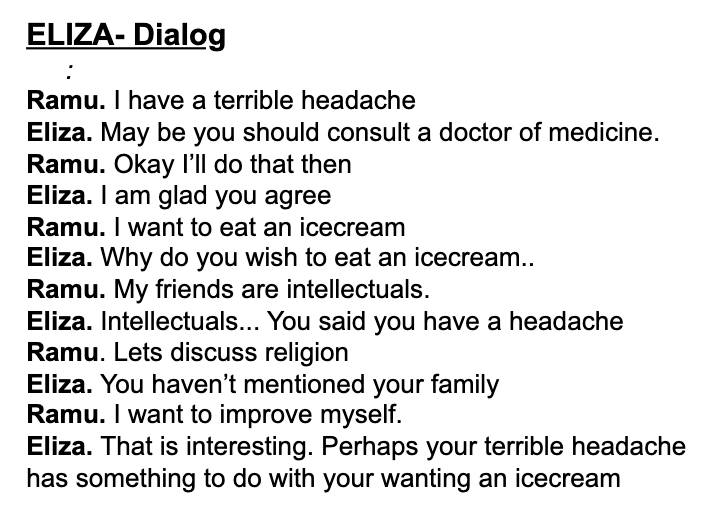 ELIZA- Dialog
:
Ramu. I have a terrible headache
Eliza. May be you should consult a doctor of medicine.
Ramu. Okay I’ll do that then
Eliza. I am glad you agree
Ramu. I want to eat an icecream
Eliza. Why do you wish to eat an icecream..
Ramu. My friends are intellectuals.
Eliza. Intellectuals... You said you have a headache
Ramu. Lets discuss religion
Eliza. You haven’t mentioned your family
Ramu. I want to improve myself.
Eliza. That is interesting. Perhaps your terrible headache
has something to do with your wanting an icecream